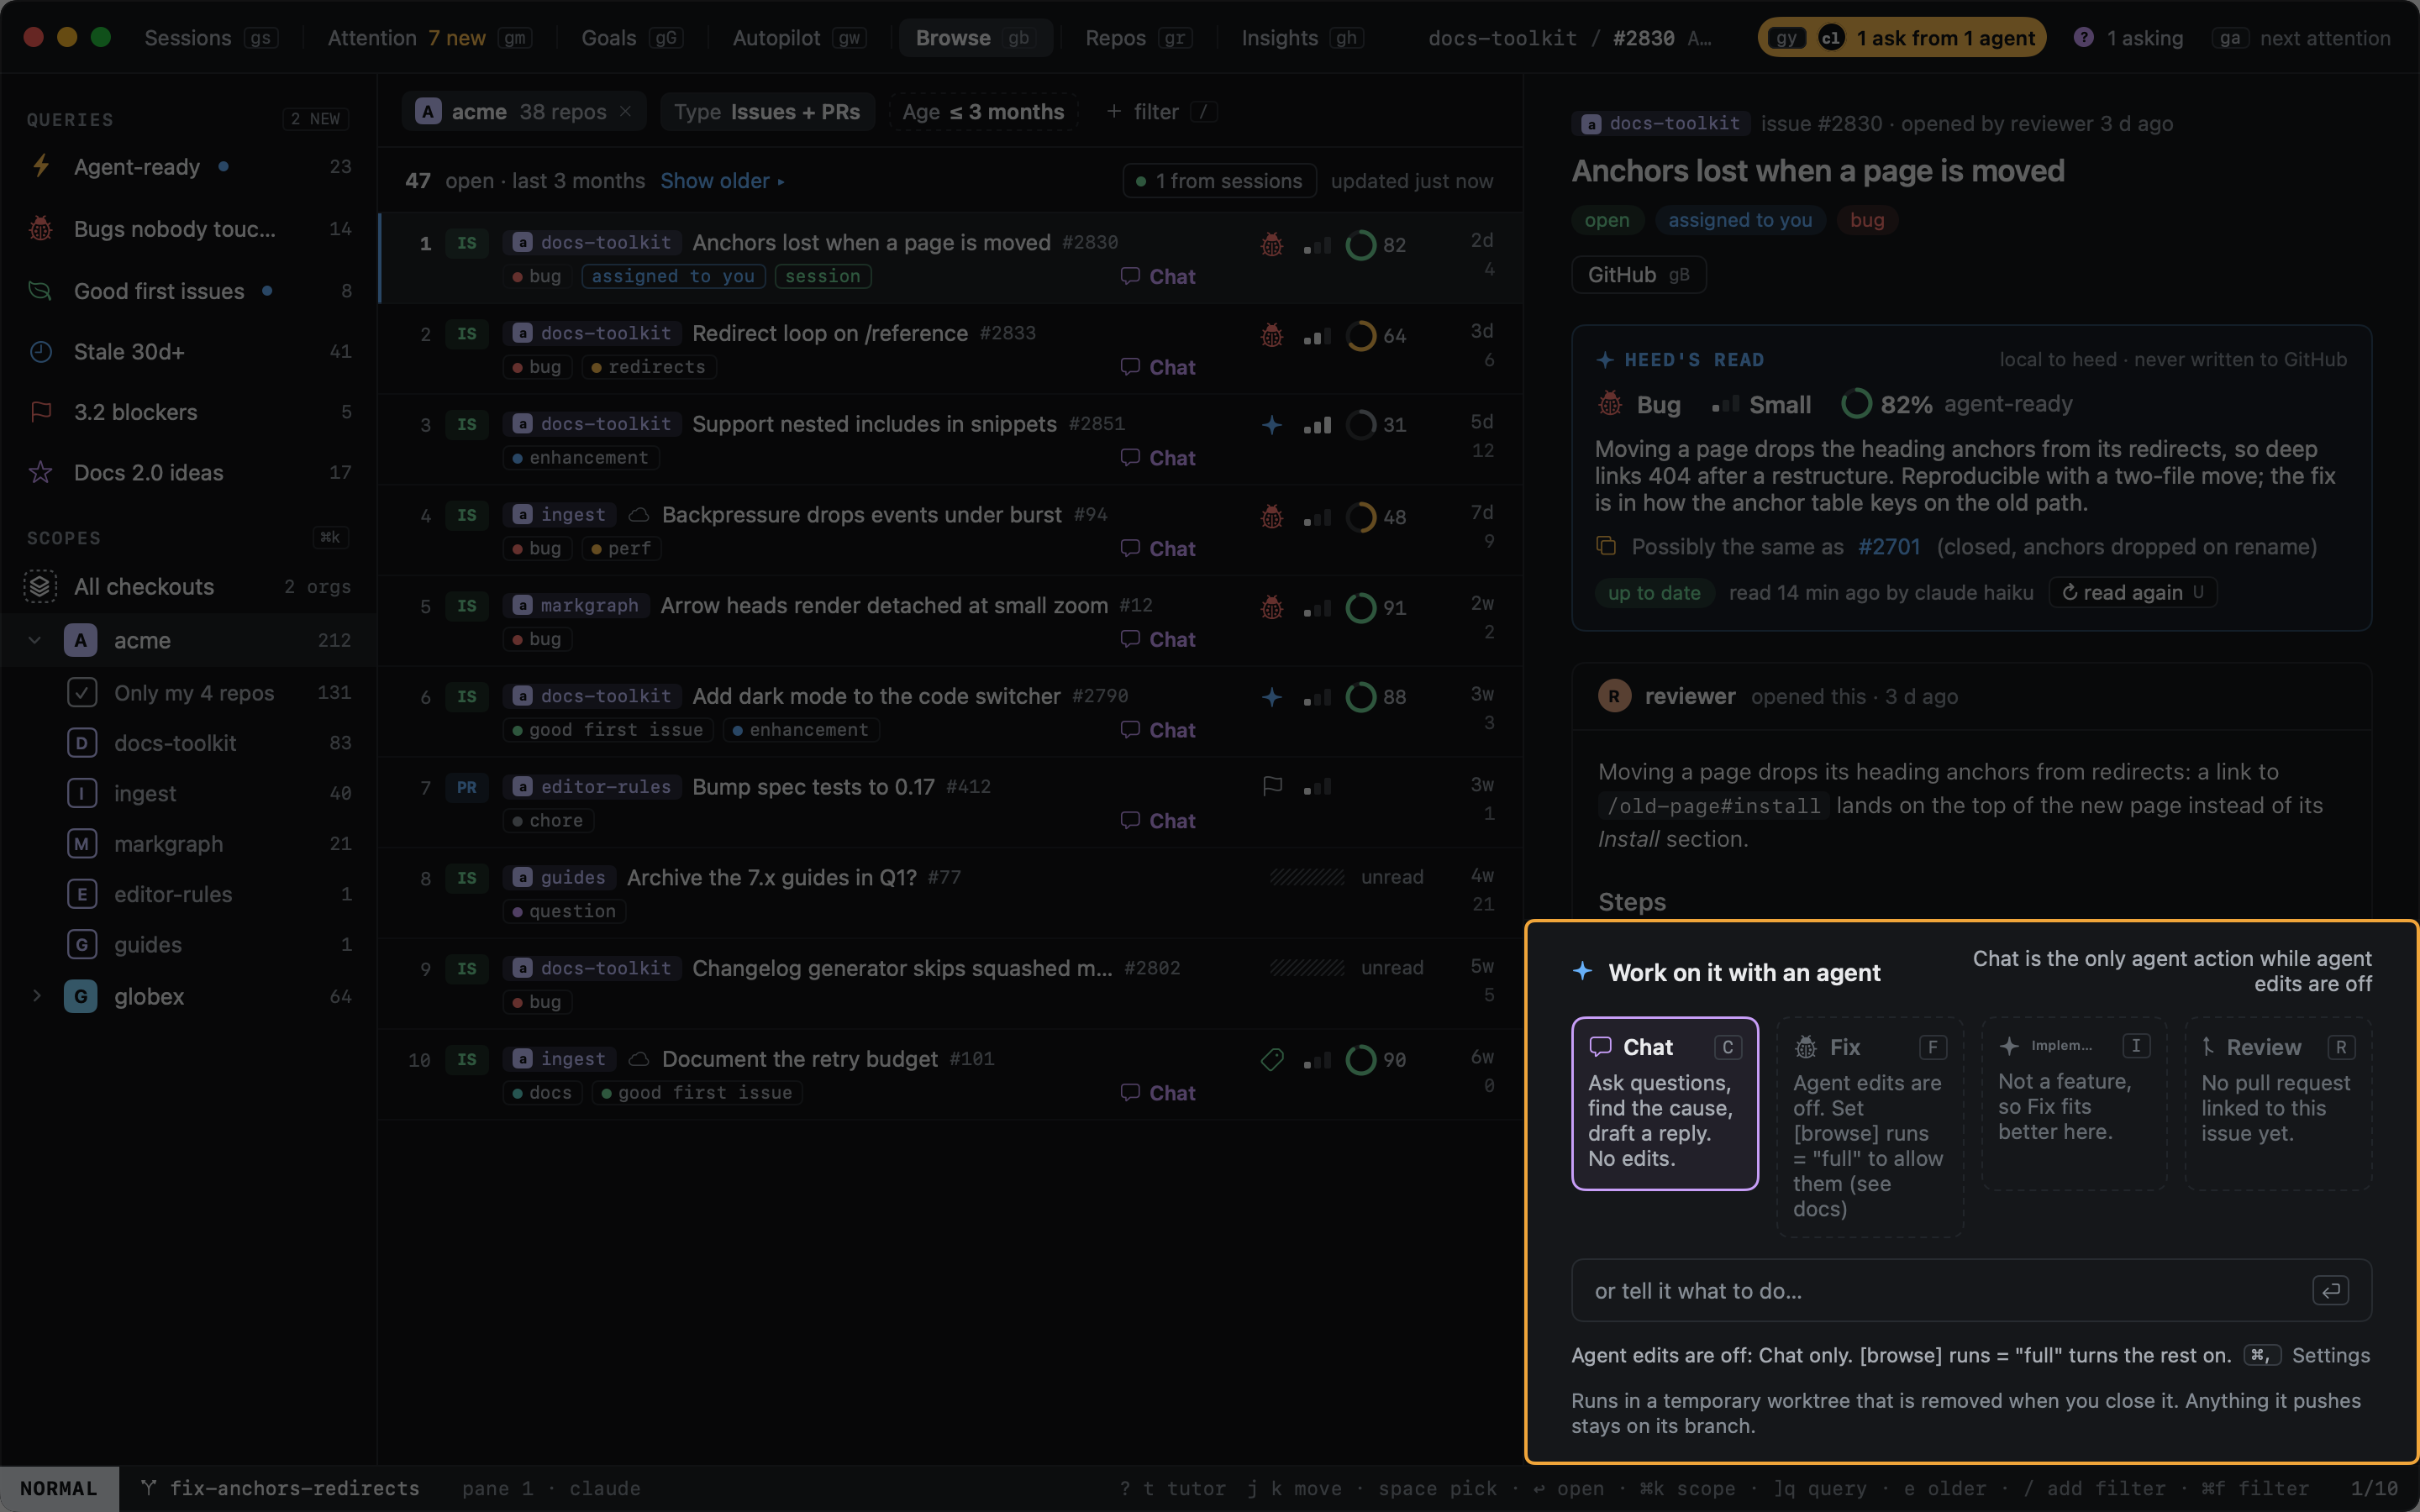 Sessions gs
Attention 7 new gm
Goals gG
Autopilot gw
Browse gb
Repos gr
Insights gh
docs-toolkit / #2830 A…
gy cl 1 ask from 1 agent
? 1 asking
ga next attention
QUERIES 2 NEW
Agent-ready 23
Bugs nobody touc… 14
Good first issues 8
Stale 30d+ 41
3.2 blockers 5
Docs 2.0 ideas 17
SCOPES ⌘k
All checkouts 2 orgs
A acme 212
Only my 4 repos 131
D docs-toolkit 83
I ingest 40
M markgraph 21
E editor-rules 1
G guides 1
G globex 64
A acme 38 repos × Type Issues + PRs Age ≤ 3 months + filter /
47 open · last 3 months Show older ▸ 1 from sessions updated just now
1 IS a docs-toolkit Anchors lost when a page is moved #2830 82 2d
bug assigned to you session Chat 4
2 IS a docs-toolkit Redirect loop on /reference #2833 64 3d
bug redirects Chat 6
3 IS a docs-toolkit Support nested includes in snippets #2851 31 5d
enhancement Chat 12
4 IS a ingest Backpressure drops events under burst #94 48 7d
bug perf Chat 9
5 IS a markgraph Arrow heads render detached at small zoom #12 91 2w
bug Chat 2
6 IS a docs-toolkit Add dark mode to the code switcher #2790 88 3w
good first issue enhancement Chat 3
7 PR a editor-rules Bump spec tests to 0.17 #412 3w
chore Chat 1
8 IS a guides Archive the 7.x guides in Q1? #77 unread 4w
question 21
9 IS a docs-toolkit Changelog generator skips squashed m… #2802 unread 5w
bug 5
10 IS a ingest Document the retry budget #101 90 6w
docs good first issue Chat 0
a docs-toolkit issue #2830 · opened by reviewer 3 d ago
Anchors lost when a page is moved
open assigned to you bug
GitHub gB
HEED'S READ local to heed · never written to GitHub
Bug Small 82% agent-ready
Moving a page drops the heading anchors from its redirects, so deep
links 404 after a restructure. Reproducible with a two-file move; the fix
is in how the anchor table keys on the old path.
Possibly the same as #2701 (closed, anchors dropped on rename)
up to date read 14 min ago by claude haiku read again U
R reviewer opened this · 3 d ago
Moving a page drops its heading anchors from redirects: a link to
/old-page#install lands on the top of the new page instead of its
Install section.
Steps
Work on it with an agent
Chat is the only agent action while agent
edits are off
Chat C
Ask questions,
find the cause,
draft a reply.
No edits.
Fix F
Agent edits are
off. Set
[browse] runs
= "full" to allow
them (see
docs)
Implem… I
Not a feature,
so Fix fits
better here.
Review R
No pull request
linked to this
issue yet.
or tell it what to do…
Agent edits are off: Chat only. [browse] runs = "full" turns the rest on. ⌘, Settings
Runs in a temporary worktree that is removed when you close it. Anything it pushes
stays on its branch.
NORMAL fix-anchors-redirects pane 1 · claude
? t tutor j k move · space pick · ↩ open · ⌘k scope · ]q query · e older · / add filter · ⌘f filter 1/10